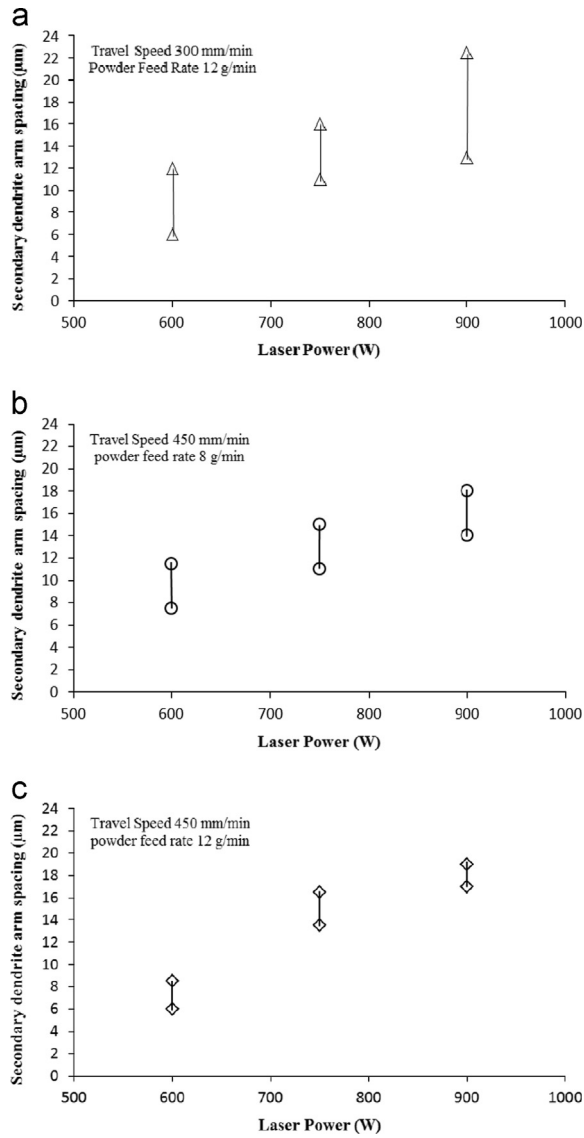 a
Travel Speed 300 mm/min
Powder Feed Rate 12 g/min
Secondary dendrite arm spacing (µm)
24
22
20
18
16
14
12
10
8
6
4
2
0
500 600 700 800 900 1000
Laser Power (W)
b
Travel Speed 450 mm/min
powder feed rate 8 g/min
Secondary dendrite arm spacing (µm)
24
22
20
18
16
14
12
10
8
6
4
2
0
500 600 700 800 900 1000
Laser Power (W)
c
Travel Speed 450 mm/min
powder feed rate 12 g/min
Secondary dendrite arm spacing (µm)
24
22
20
18
16
14
12
10
8
6
4
2
0
500 600 700 800 900 1000
Laser Power (W)